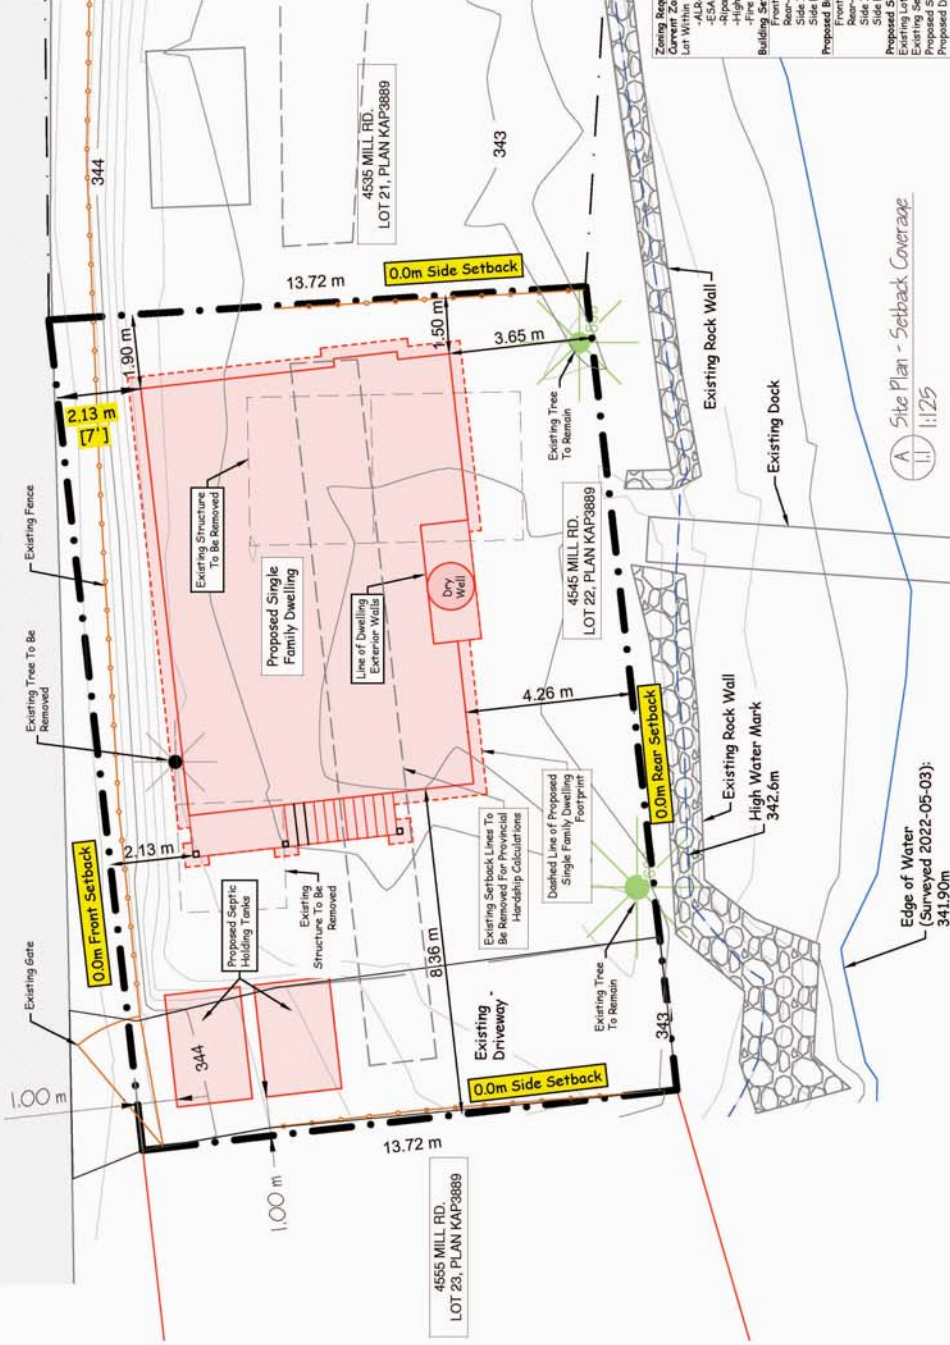 Existing Gate
Existing Tree To Be
Removed
Existing Fence
344
1.00 m
0.0m Front Setback
2.13 m
[7']
1.90 m
13.72 m
0.0m Side Setback
4535 MILL RD.
LOT 21, PLAN KAP3889
343
2.13 m
Proposed Septic
Holding Tanks
344
Existing
Structure To Be
Removed
Existing Structure
To Be Removed
Proposed Single
Family Dwelling
Line of Dwelling
Exterior Walls
Dry
Well
1.50 m
3.65 m
Existing Tree
To Remain
1.00 m
13.72 m
4555 MILL RD.
LOT 23, PLAN KAP3889
8.36 m
Existing
Driveway -
0.0m Side Setback
Existing Setback Lines To
Be Removed For Provincial
Hardship Calculations
Dashed Line of Proposed
Single Family Dwelling
Footprint
4.26 m
4545 MILL RD.
LOT 22, PLAN KAP3889
Existing Tree
To Remain
343
0.0m Rear Setback
Existing Rock Wall
High Water Mark
342.6m
Existing Rock Wall
Existing Dock
Edge of Water
(Surveyed 2022-05-03):
341.90m
A
1.1
Site Plan - Setback Coverage
1:125
Zoning Req
Current Zo
Lot Within
-ALR
-ESA
-Ripa
-High
-Fire
Building Se
Front
Rear-
Side
Side
Proposed Bu
Front
Rear-
Side
Side
Proposed S
Existing Lot
Existing Se
Proposed S
Proposed D